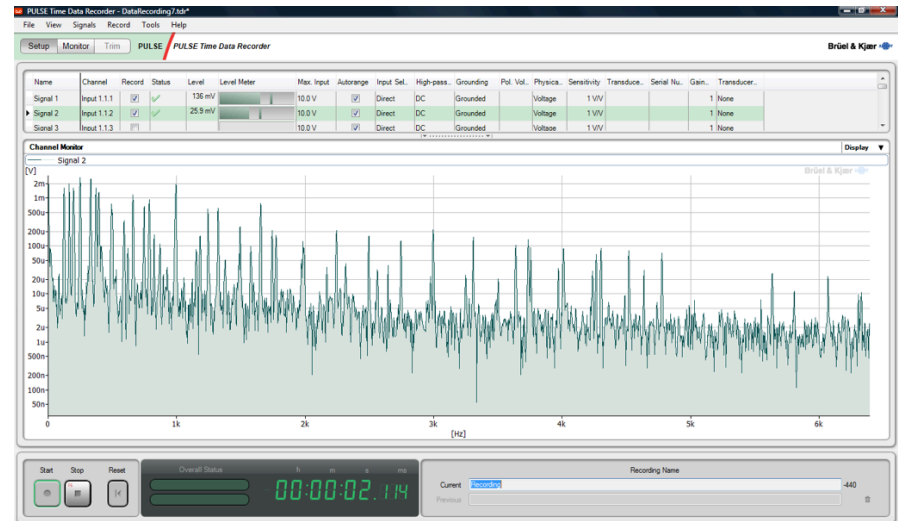 PULSE Time Data Recorder - DataRecording7.tdr*
File View Signals Record Tools Help
Setup Monitor Trim PULSE PULSE Time Data Recorder Brüel & Kjær
Name Channel Record Status Level Level Meter Max. Input Autorange Input Sel.. High-pass.. Grounding Pol. Vol.. Physica.. Sensitivity Transduce.. Serial Nu.. Gain.. Transducer..
Signal 1 Input 1.1.1 136 mV 10.0 V Direct DC Grounded Voltage 1 V/V 1 None
Signal 2 Input 1.1.2 25.9 mV 10.0 V Direct DC Grounded Voltage 1 V/V 1 None
Signal 3 Input 1.1.3 10.0 V Direct DC Grounded Voltage 1 V/V 1 None
Channel Monitor Display
Signal 2
[V] Brüel & Kjær
2m
1m
500u
200u
100u
50u
20u
10u
5u
2u
1u
500n
200n
100n
50n
0 1k 2k 3k 4k 5k 6k
[Hz]
Start Stop Reset Overall Status h m s ms Recording Name
00:00:02.114 Current Recording -440
Previous